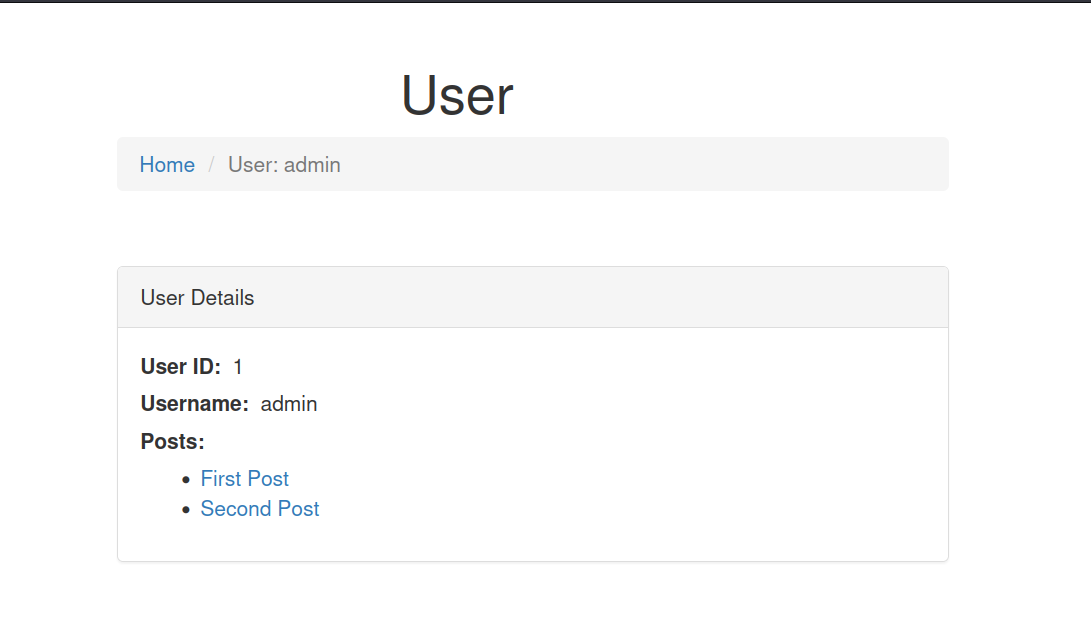 User
Home / User: admin
User Details
User ID: 1
Username: admin
Posts:
• First Post
• Second Post